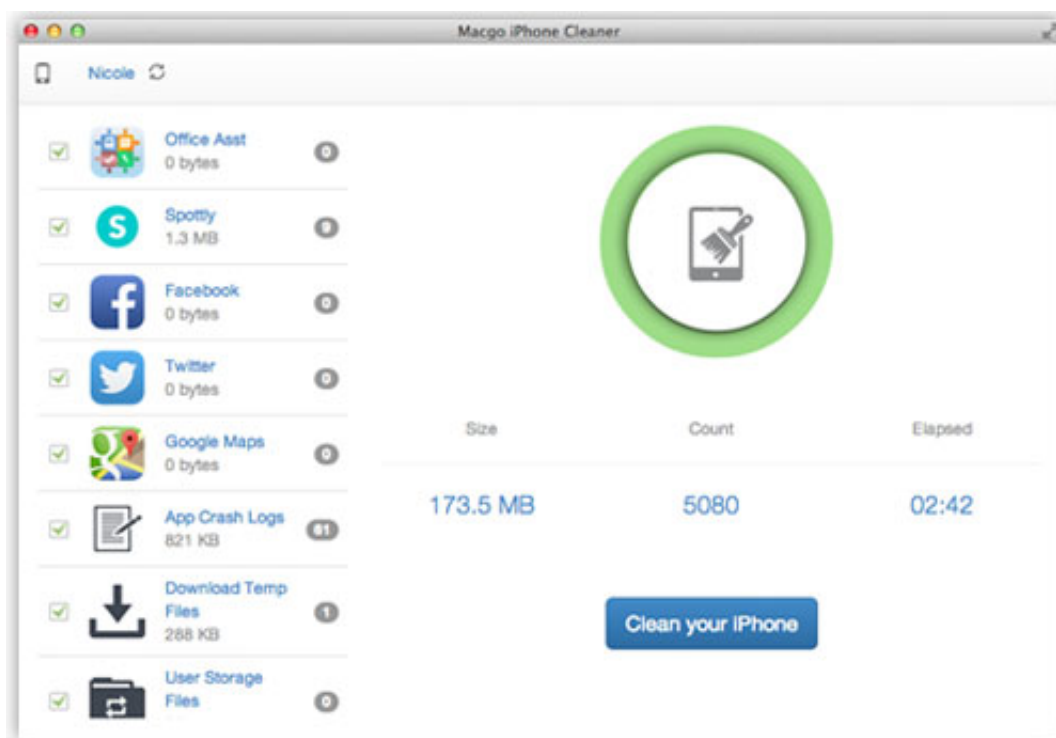 Macgo iPhone Cleaner
Nicole
Office Asst
0 bytes
0
Spottly
1.3 MB
9
Facebook
0 bytes
0
Twitter
0 bytes
0
Google Maps
0 bytes
0
App Crash Logs
821 KB
61
Download Temp
Files
288 KB
1
User Storage
Files
0
S
f
g
Size Count Elapsed
173.5 MB 5080 02:42
Clean your iPhone